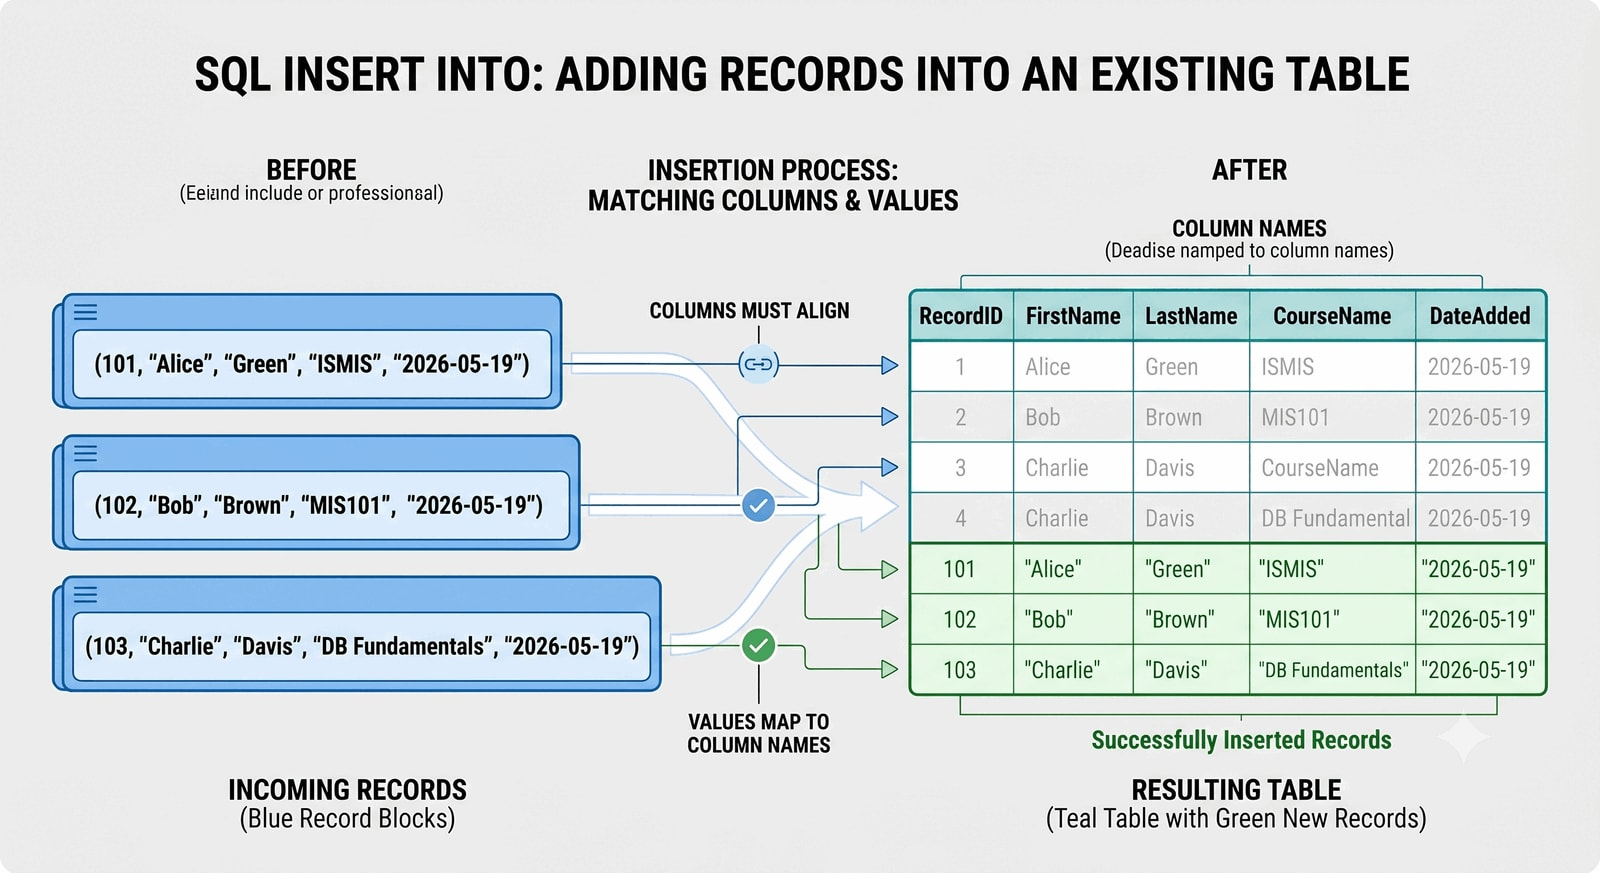 SQL INSERT INTO: ADDING RECORDS INTO AN EXISTING TABLE
BEFORE
include or professional)
(101, “Alice”, “Green”, “ISMIS”, “2026-05-19”)
(102, “Bob”, “Brown”, “MIS101”, “2026-05-19”)
(103, “Charlie”, “Davis”, “DB Fundamentals”, “2026-05-19”)
INCOMING RECORDS
(Blue Record Blocks)
INSERTION PROCESS:
MATCHING COLUMNS & VALUES
COLUMNS MUST ALIGN
VALUES MAP TO
COLUMN NAMES
AFTER
COLUMN NAMES
(Deadise namped to column names)
RecordID FirstName LastName CourseName DateAdded
1 Alice Green ISMIS 2026-05-19
2 Bob Brown MIS101 2026-05-19
3 Charlie Davis CourseName 2026-05-19
4 Charlie Davis DB Fundamental 2026-05-19
101 "Alice" "Green" "ISMIS" "2026-05-19"
102 "Bob" "Brown" "MIS101" "2026-05-19"
103 "Charlie" "Davis" "DB Fundamentals" "2026-05-19"
Successfully Inserted Records
RESULTING TABLE
(Teal Table with Green New Records)